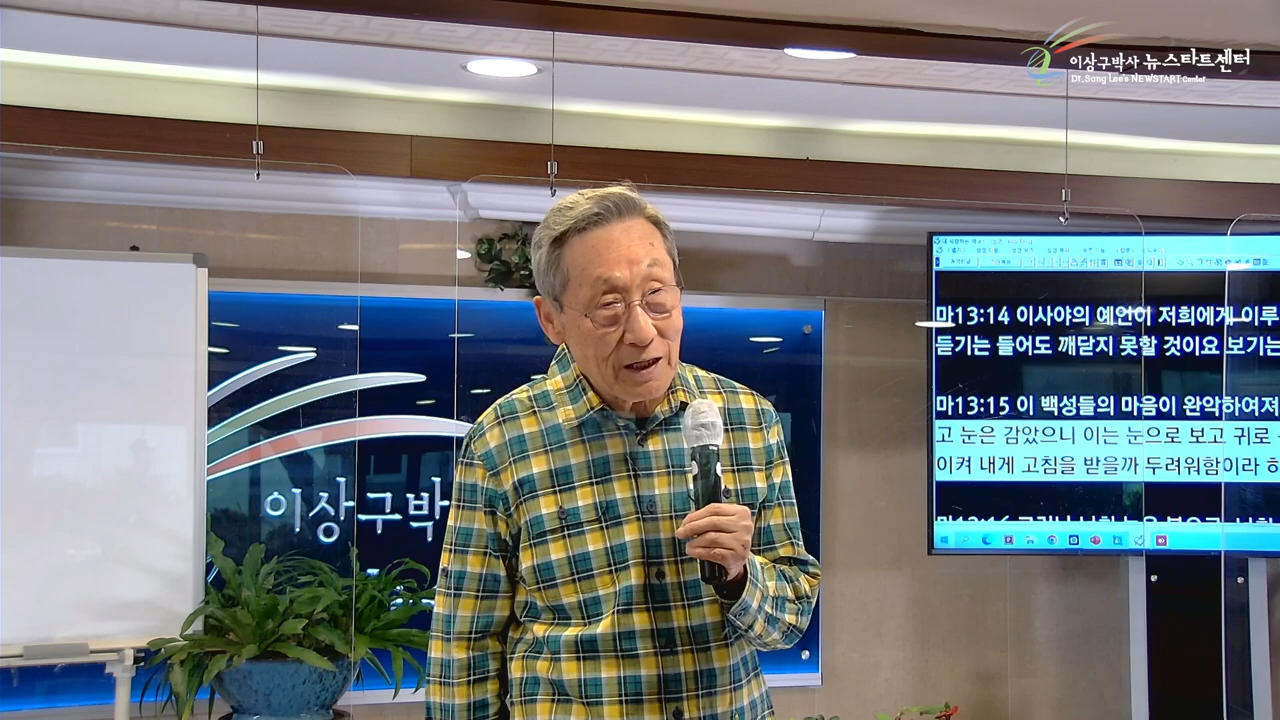 이상구박사 뉴스타트센터
Dr. Sang Lee's NEWSTART Center
마13:14 이사야의 예언이 저희에게 이루
듣기는 들어도 깨닫지 못할 것이요 보기는
마13:15 이 백성들의 마음이 완악하여져
고 눈은 감았으니 이는 눈으로 보고 귀로
이켜 내게 고침을 받을까 두려워함이라 하
이상구박